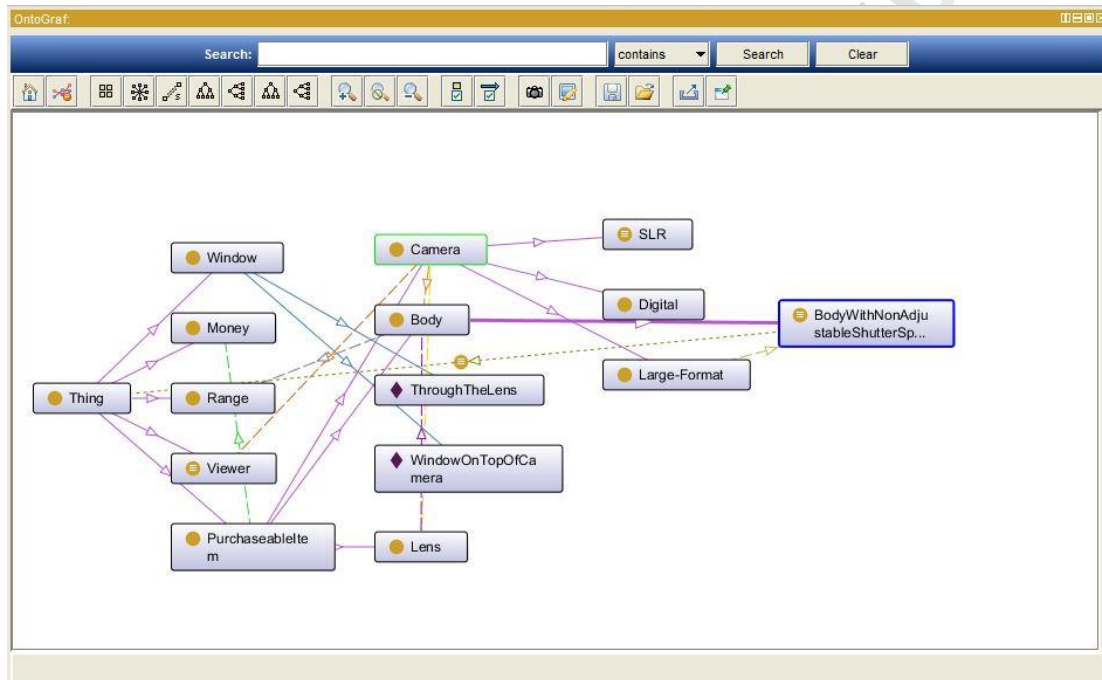 OntoGraf:
Search:
contains
Search
Clear
Window
Camera
SLR
Money
Body
Digital
BodyWithNonAdju
stableShutterSp...
Thing
Range
ThroughTheLens
Large-Format
Viewer
WindowOnTopOfCa
mera
PurchaseableIte
m
Lens